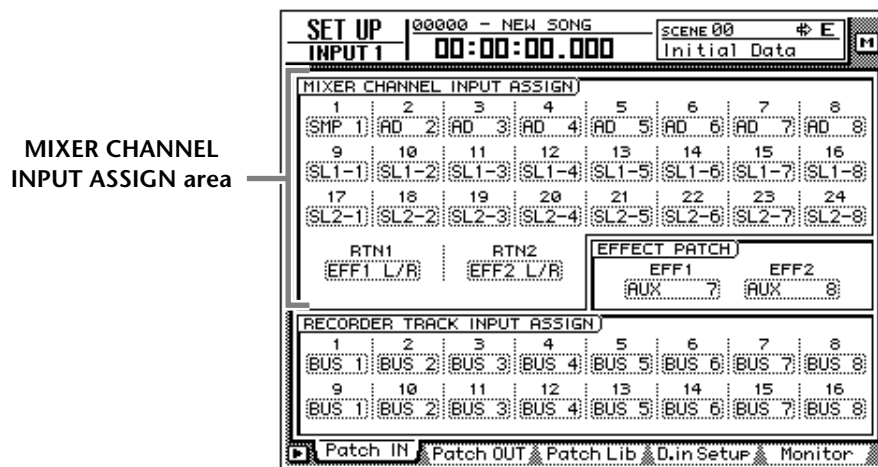 SET UP
INPUT 1
00000 - NEW SONG
00:00:00.000
SCENE 00 E
Initial Data
M
MIXER CHANNEL
INPUT ASSIGN area
MIXER CHANNEL INPUT ASSIGN
1 2 3 4 5 6 7 8
SMP 1 AD 2 AD 3 AD 4 AD 5 AD 6 AD 7 AD 8
9 10 11 12 13 14 15 16
SL1-1 SL1-2 SL1-3 SL1-4 SL1-5 SL1-6 SL1-7 SL1-8
17 18 19 20 21 22 23 24
SL2-1 SL2-2 SL2-3 SL2-4 SL2-5 SL2-6 SL2-7 SL2-8
RTN1 RTN2
EFF1 L/R EFF2 L/R
EFFECT PATCH
EFF1 EFF2
AUX 7 AUX 8
RECORDER TRACK INPUT ASSIGN
1 2 3 4 5 6 7 8
BUS 1 BUS 2 BUS 3 BUS 4 BUS 5 BUS 6 BUS 7 BUS 8
9 10 11 12 13 14 15 16
BUS 1 BUS 2 BUS 3 BUS 4 BUS 5 BUS 6 BUS 7 BUS 8
Patch IN Patch OUT Patch Lib D.in Setup Monitor